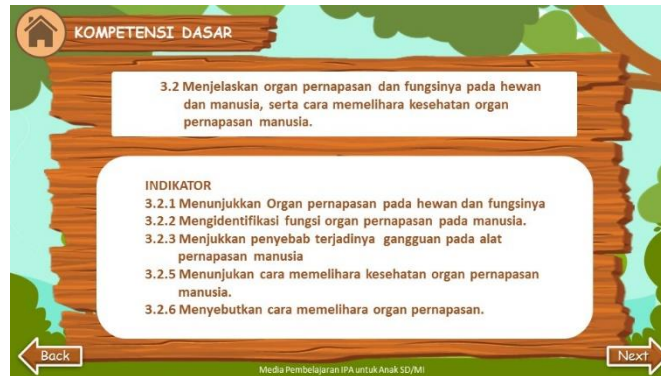 KOMPETENSI DASAR
3.2 Menjelaskan organ pernapasan dan fungsinya pada hewan
dan manusia, serta cara memelihara kesehatan organ
pernapasan manusia.
INDIKATOR
3.2.1 Menunjukkan Organ pernapasan pada hewan dan fungsinya
3.2.2 Mengidentifikasi fungsi organ pernapasan pada manusia.
3.2.3 Menjukkan penyebab terjadinya gangguan pada alat
pernapasan manusia
3.2.5 Menunjukan cara memelihara kesehatan organ pernapasan
manusia.
3.2.6 Menyebutkan cara memelihara organ pernapasan.
Back
Next
Media Pembelajaran IPA untuk Anak SD/MI